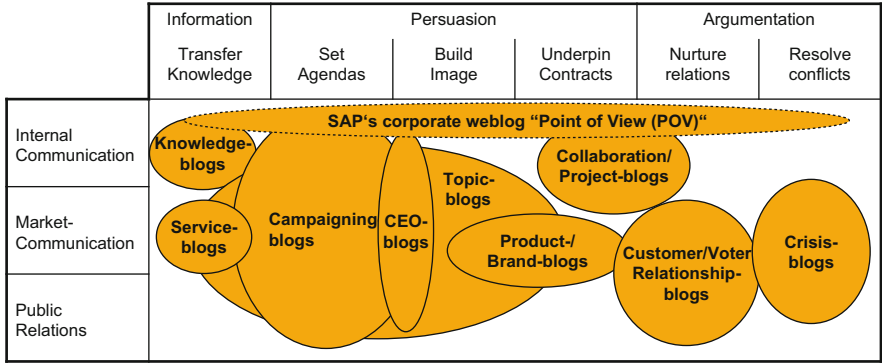 Information Persuasion Argumentation
Transfer Set Build Underpin Nurture Resolve
Knowledge Agendas Image Contracts relations conflicts
SAP‘s corporate weblog “Point of View (POV)“
Internal
Communication
Knowledge-
blogs
Collaboration/
Project-blogs
Topic-
blogs
Market-
Communication
Service-
blogs
Campaigning
blogs
CEO-
blogs
Product-/
Brand-blogs
Customer/Voter
Relationship-
blogs
Crisis-
blogs
Public
Relations